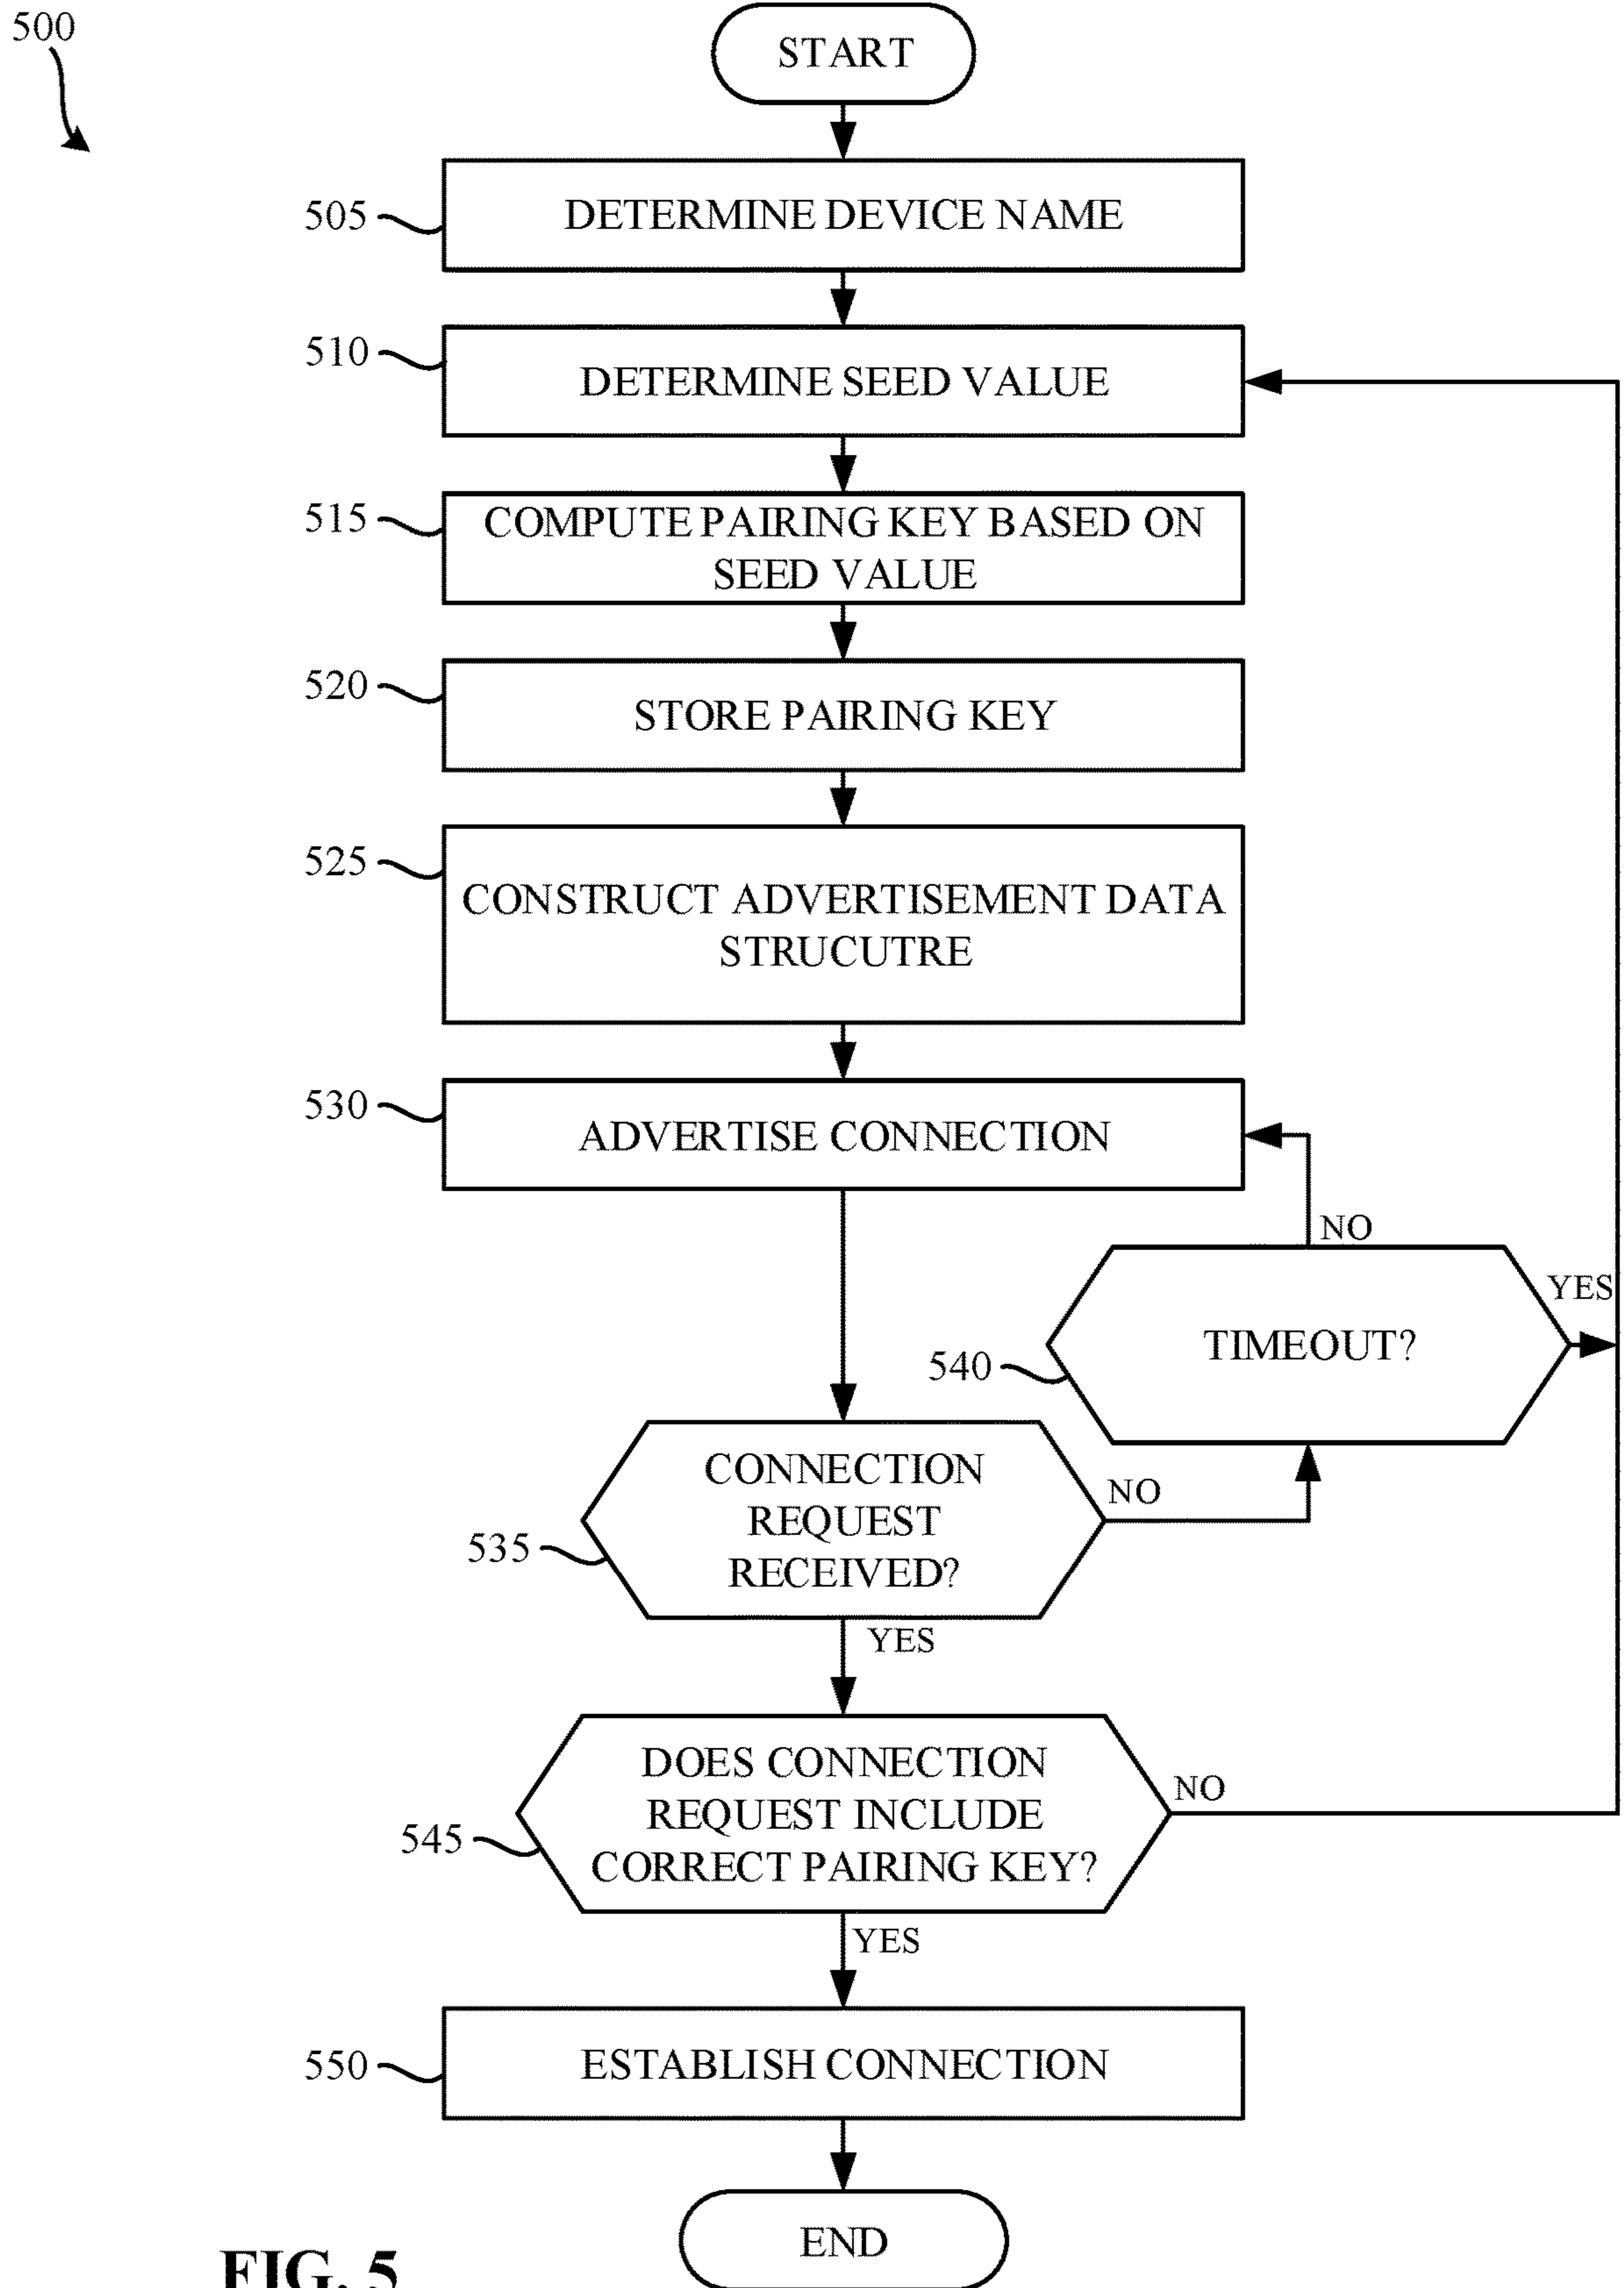 500
START
505
DETERMINE DEVICE NAME
510
DETERMINE SEED VALUE
515
COMPUTE PAIRING KEY BASED ON
SEED VALUE
520
STORE PAIRING KEY
525
CONSTRUCT ADVERTISEMENT DATA
STRUCUTRE
530
ADVERTISE CONNECTION
NO
YES
TIMEOUT?
540
CONNECTION
REQUEST
RECEIVED?
NO
535
YES
DOES CONNECTION
REQUEST INCLUDE
CORRECT PAIRING KEY?
NO
545
YES
550
ESTABLISH CONNECTION
END
FIG. 5